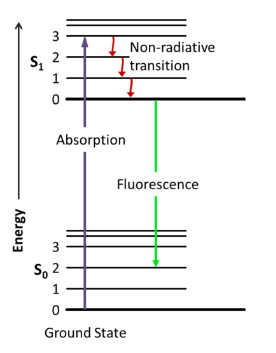 3
Non-radiative
S1
2
transition
1
0
Absorption
Fluorescence
Energy
3
S0
2
1
0
Ground State